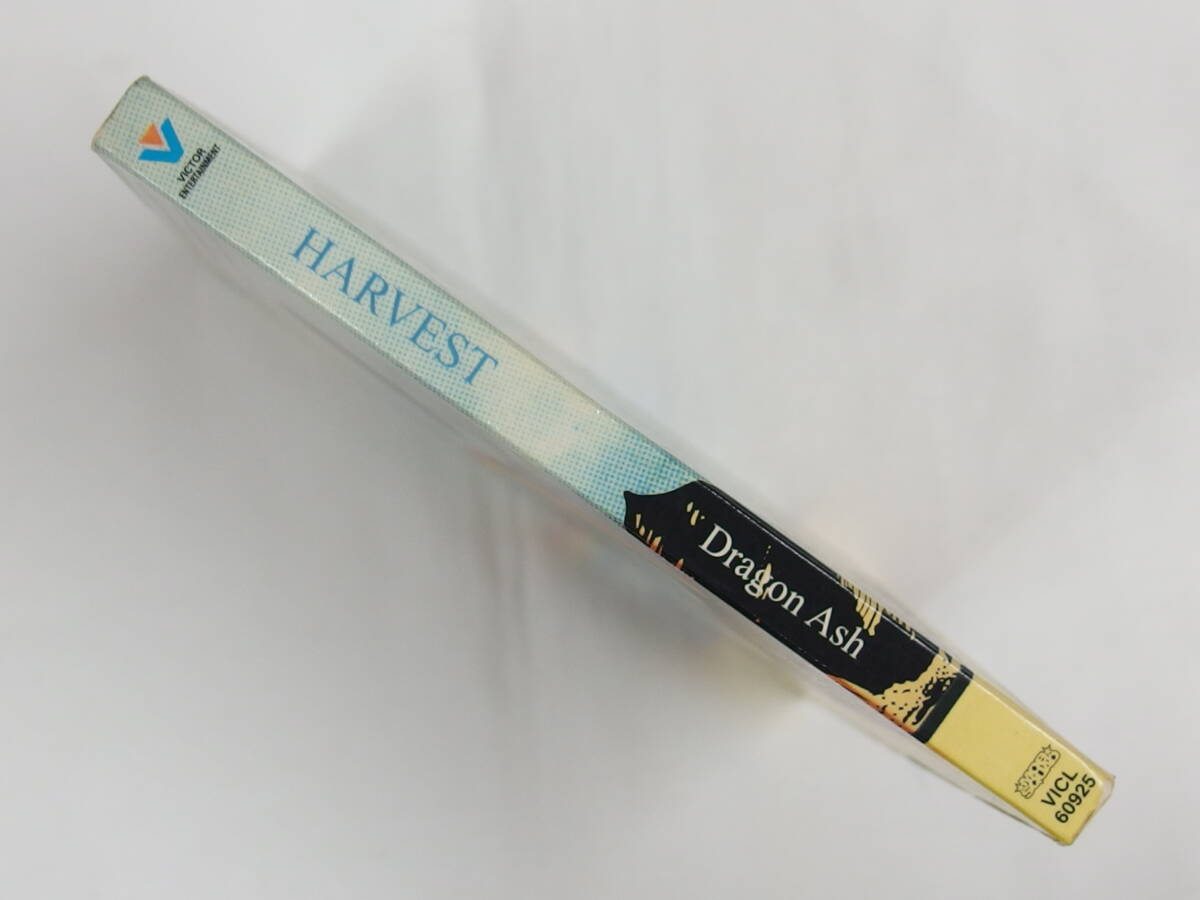 VICTOR
ENTERTAINMENT
HARVEST
Dragon Ash
VICL
60925